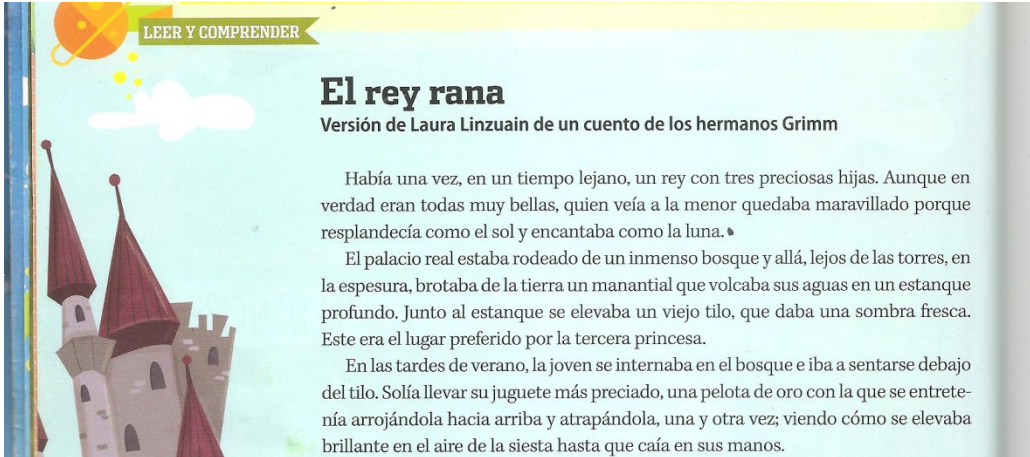 LEER Y COMPRENDER
El rey rana
Versión de Laura Linzuain de un cuento de los hermanos Grimm
Había una vez, en un tiempo lejano, un rey con tres preciosas hijas. Aunque en
verdad eran todas muy bellas, quien veía a la menor quedaba maravillado porque
resplandecía como el sol y encantaba como la luna.
El palacio real estaba rodeado de un inmenso bosque y allá, lejos de las torres, en
la espesura, brotaba de la tierra un manantial que volcaba sus aguas en un estanque
profundo. Junto al estanque se elevaba un viejo tilo, que daba una sombra fresca.
Este era el lugar preferido por la tercera princesa.
En las tardes de verano, la joven se internaba en el bosque e iba a sentarse debajo
del tilo. Solía llevar su juguete más preciado, una pelota de oro con la que se entrete-
nía arrojándola hacia arriba y atrapándola, una y otra vez; viendo cómo se elevaba
brillante en el aire de la siesta hasta que caía en sus manos.